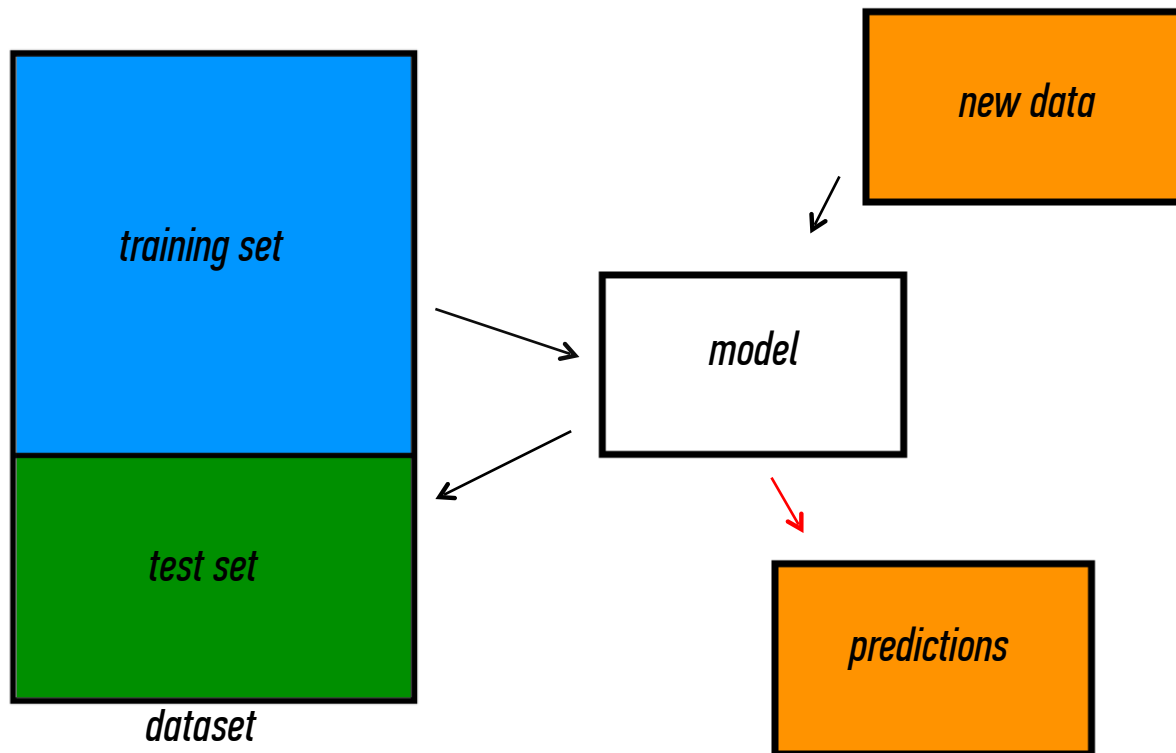 new data
training set
model
test set
predictions
dataset